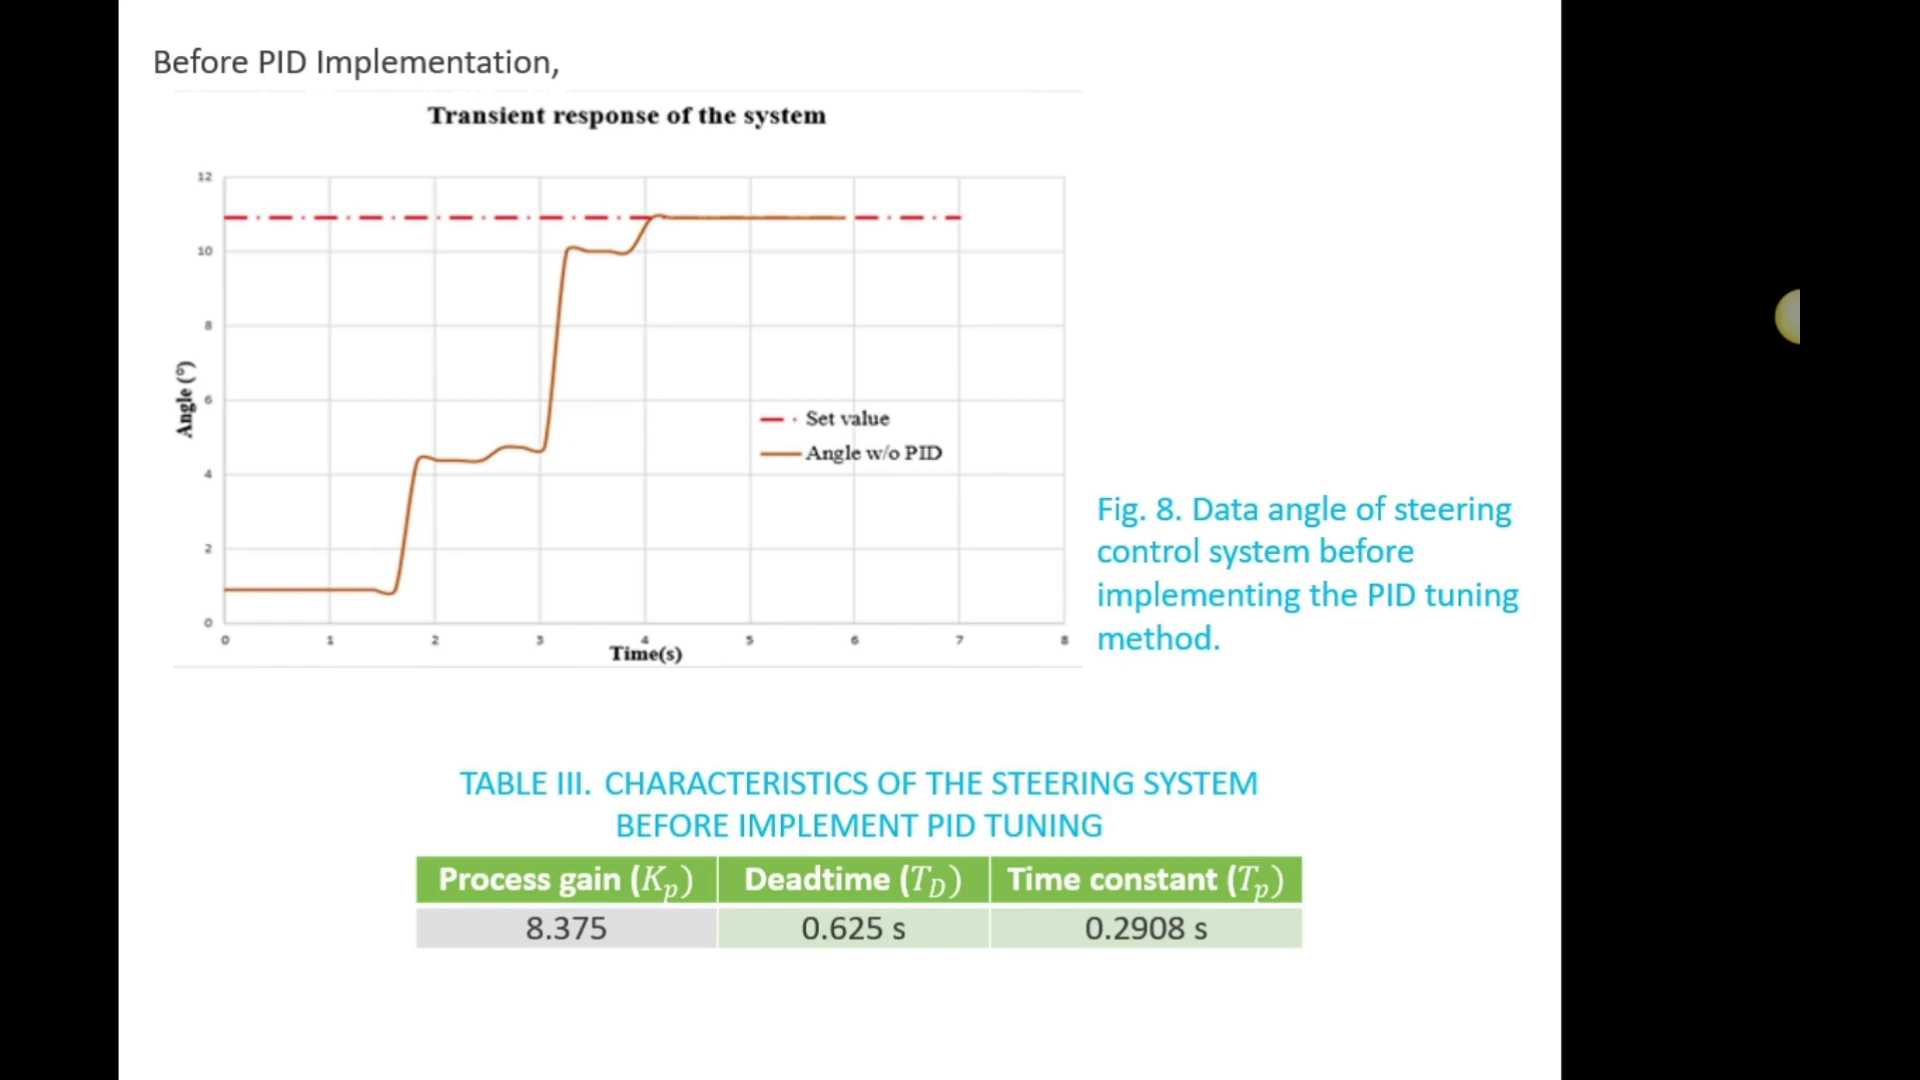 Before PID Implementation,
Transient response of the system
12
10
8
6
4
2
0
Angle (°)
0 1 2 3 4 5 6 7 8
Time(s)
Set value
Angle w/o PID
Fig. 8. Data angle of steering
control system before
implementing the PID tuning
method.
TABLE III. CHARACTERISTICS OF THE STEERING SYSTEM
BEFORE IMPLEMENT PID TUNING
Process gain (Kp) Deadtime (TD) Time constant (Tp)
8.375 0.625 s 0.2908 s